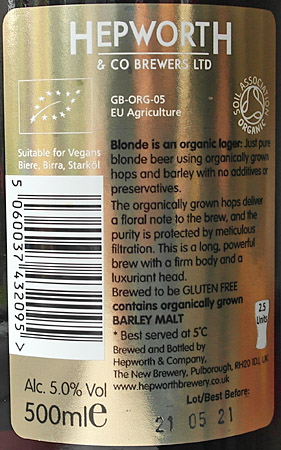 HEPWORTH
& CO BREWERS LTD
GB-ORG-05
EU Agriculture
SOIL ASSOCIATION
ORGANIC
Suitable for Vegans
Biere, Birra, Starköl
Blonde is an organic lager: Just pure
blonde beer using organically grown
hops and barley with no additives or
preservatives.
The organically grown hops deliver
a floral note to the brew, and the
purity is protected by meticulous
filtration. This is a long, powerful
brew with a firm body and a
luxuriant head.
Brewed to be GLUTEN FREE
contains organically grown
BARLEY MALT
* Best served at 5°C
2.5
Units
Brewed and Bottled by
Hepworth & Company,
The New Brewery, Pulborough, RH20 1DJ, UK
www.hepworthbrewery.co.uk
Lot/Best Before:
21 05 21
5 060037 432095 >
Alc. 5.0% Vol
500ml e